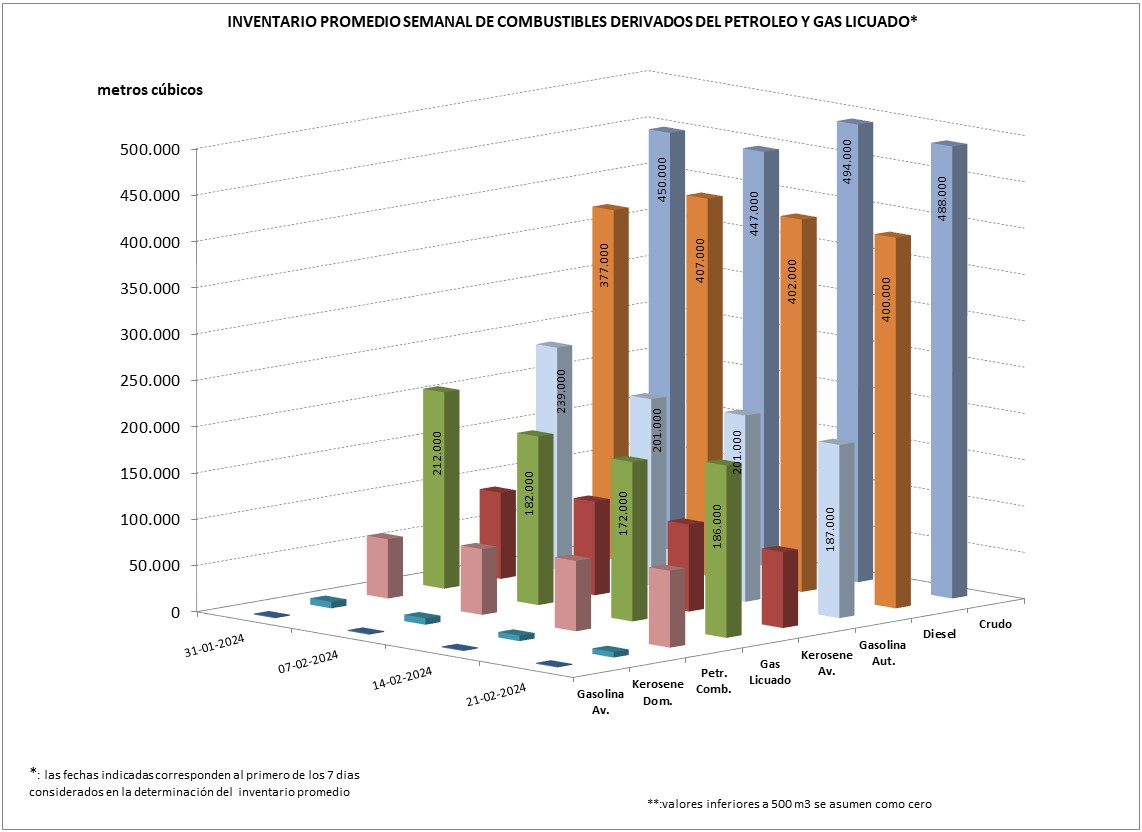 INVENTARIO PROMEDIO SEMANAL DE COMBUSTIBLES DERIVADOS DEL PETROLEO Y GAS LICUADO*
metros cúbicos
500.000
450.000
400.000
350.000
300.000
250.000
200.000
150.000
100.000
50.000
0
450.000
447.000
494.000
488.000
377.000
407.000
402.000
400.000
239.000
201.000
201.000
187.000
212.000
182.000
172.000
186.000
31-01-2024
07-02-2024
14-02-2024
21-02-2024
Gasolina
Av.
Kerosene
Dom.
Petr.
Comb.
Gas
Licuado
Kerosene
Av.
Gasolina
Aut.
Diesel
Crudo
*: las fechas indicadas corresponden al primero de los 7 dias
considerados en la determinación del inventario promedio
**:valores inferiores a 500 m3 se asumen como cero